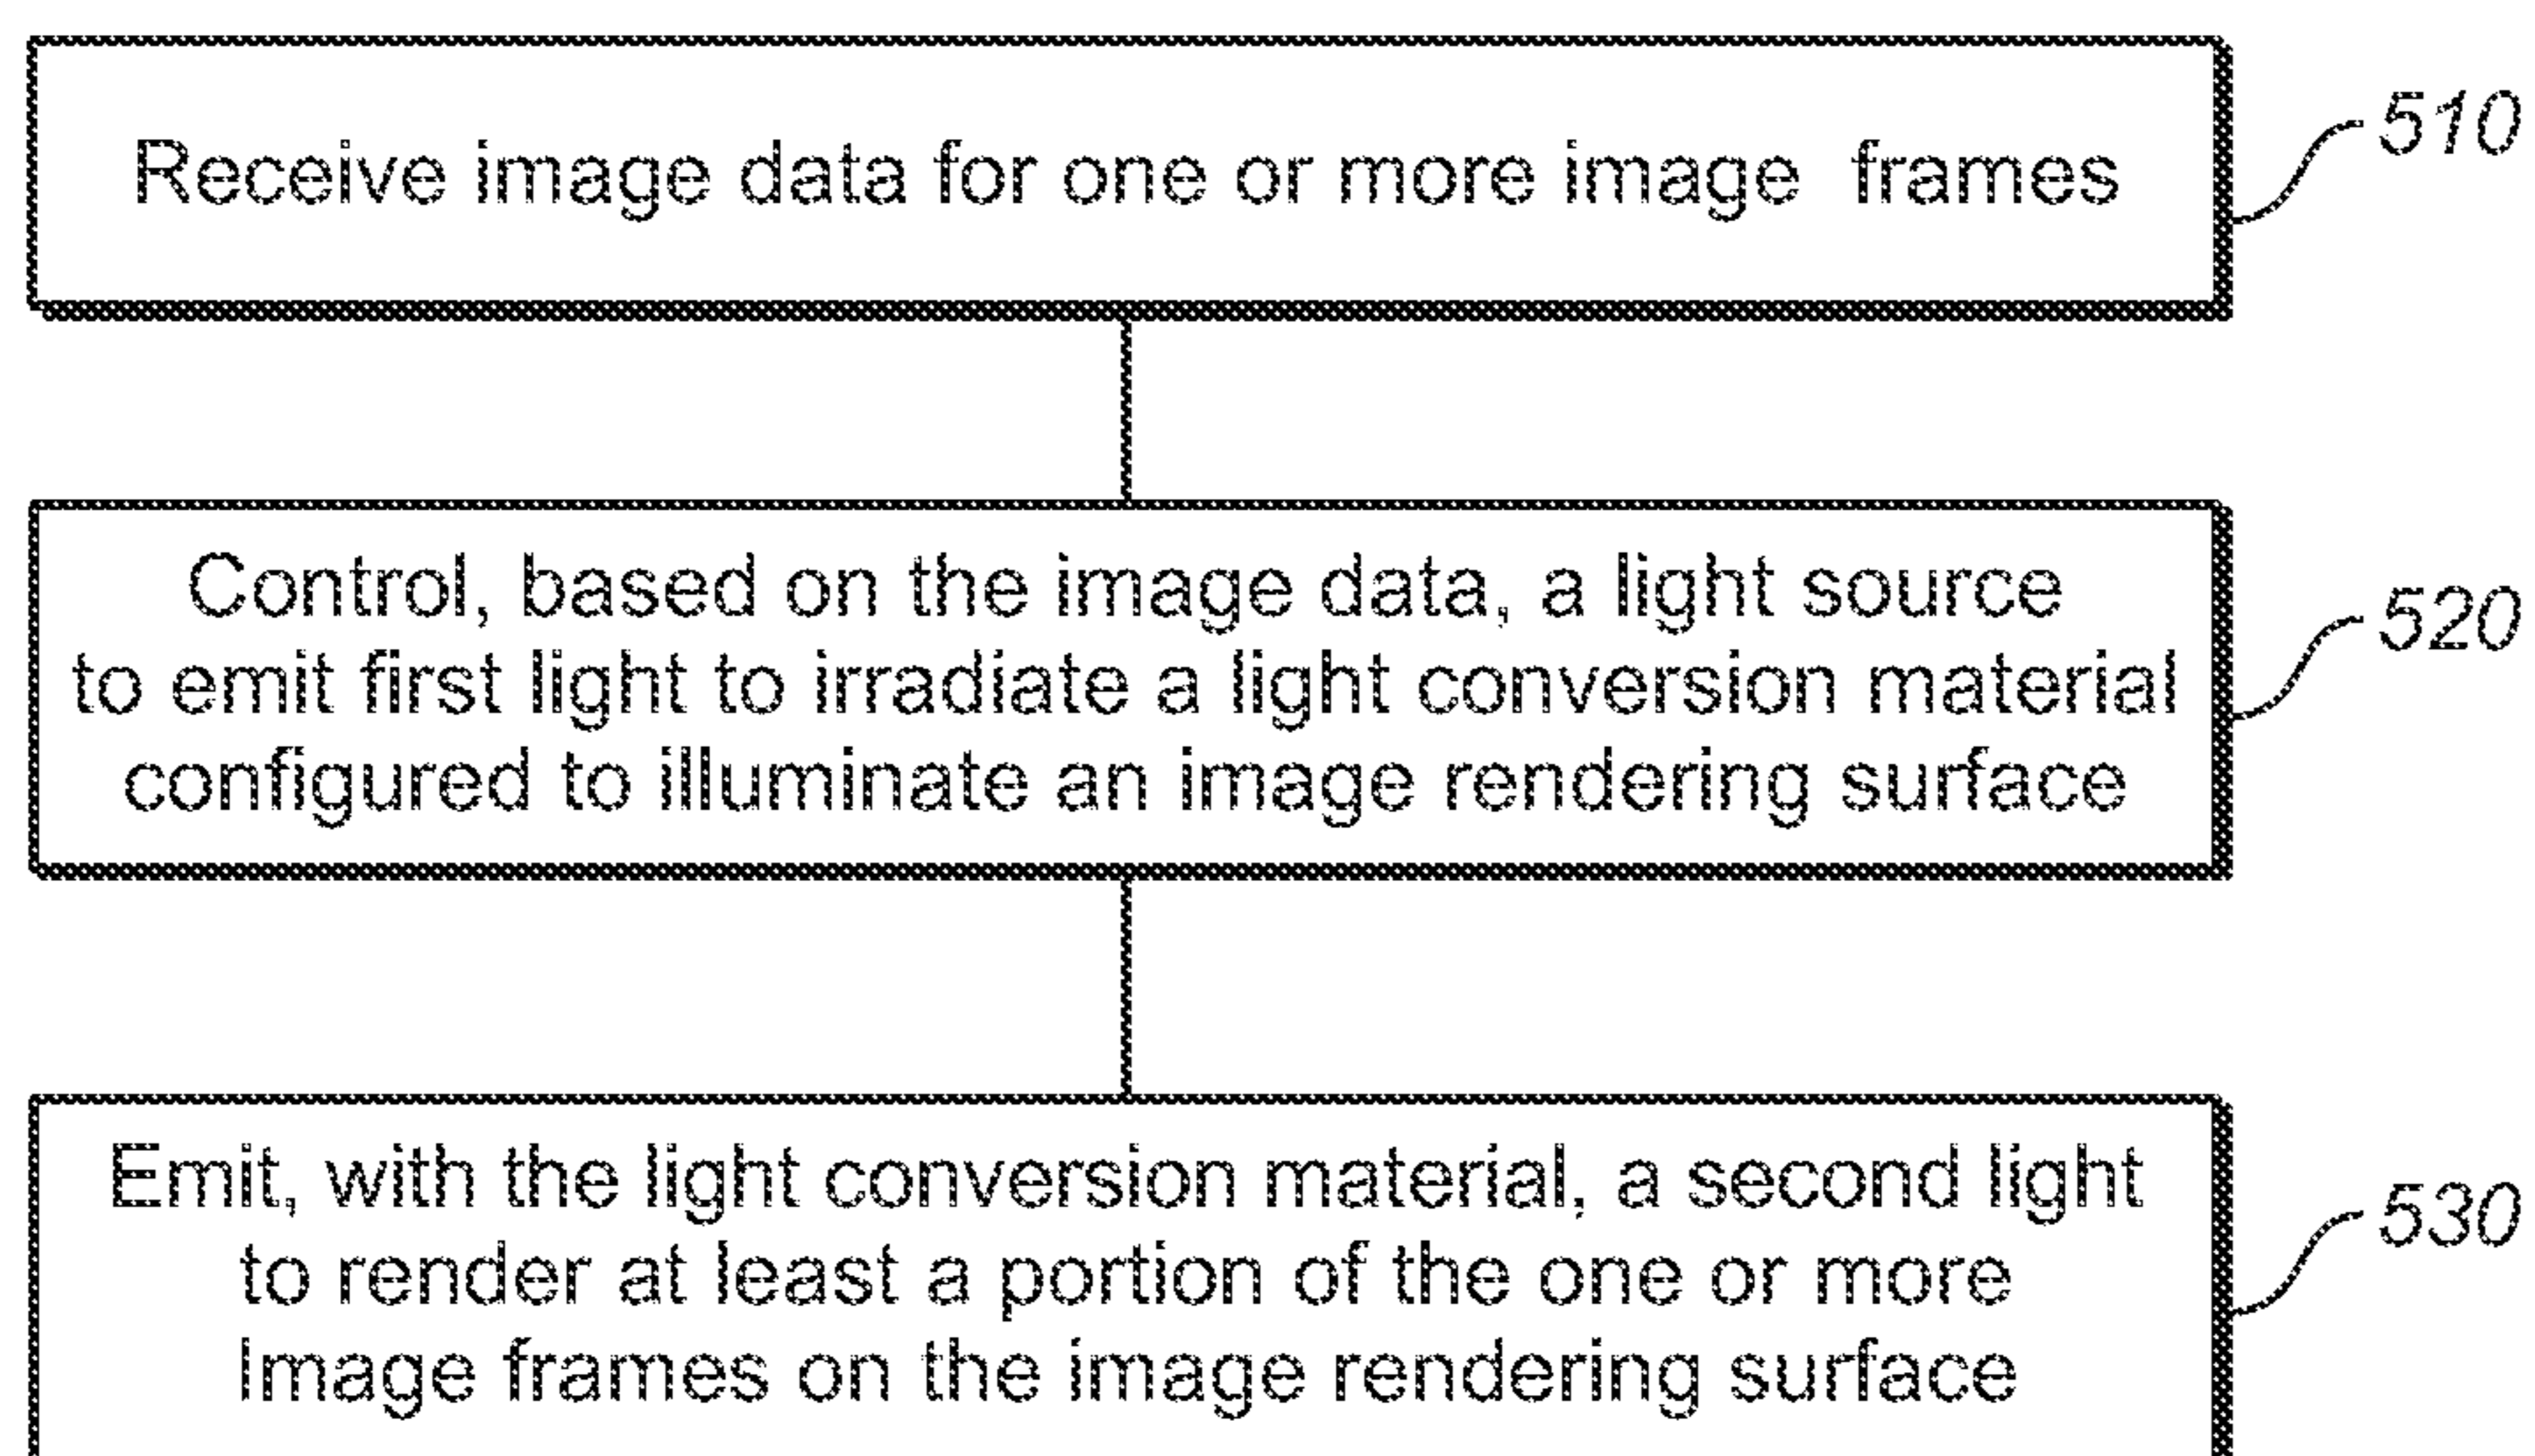 Receive image data for one or more image frames
510
Control, based on the image data, a light source
to emit first light to irradiate a light conversion material
configured to illuminate an image rendering surface
520
Emit, with the light conversion material, a second light
to render at least a portion of the one or more
Image frames on the image rendering surface
530